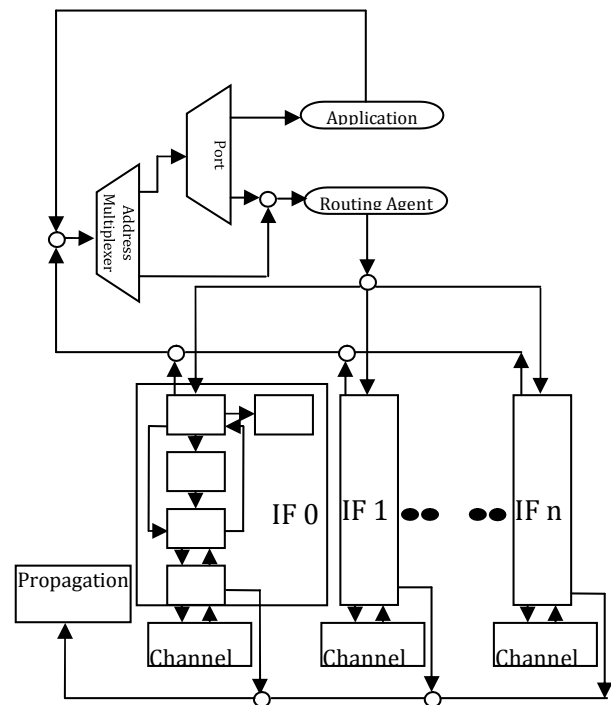 Application
Port
Address
Multiplexer
Routing Agent
IF 0
IF 1
IF n
Propagation
Channel
Channel
Channel